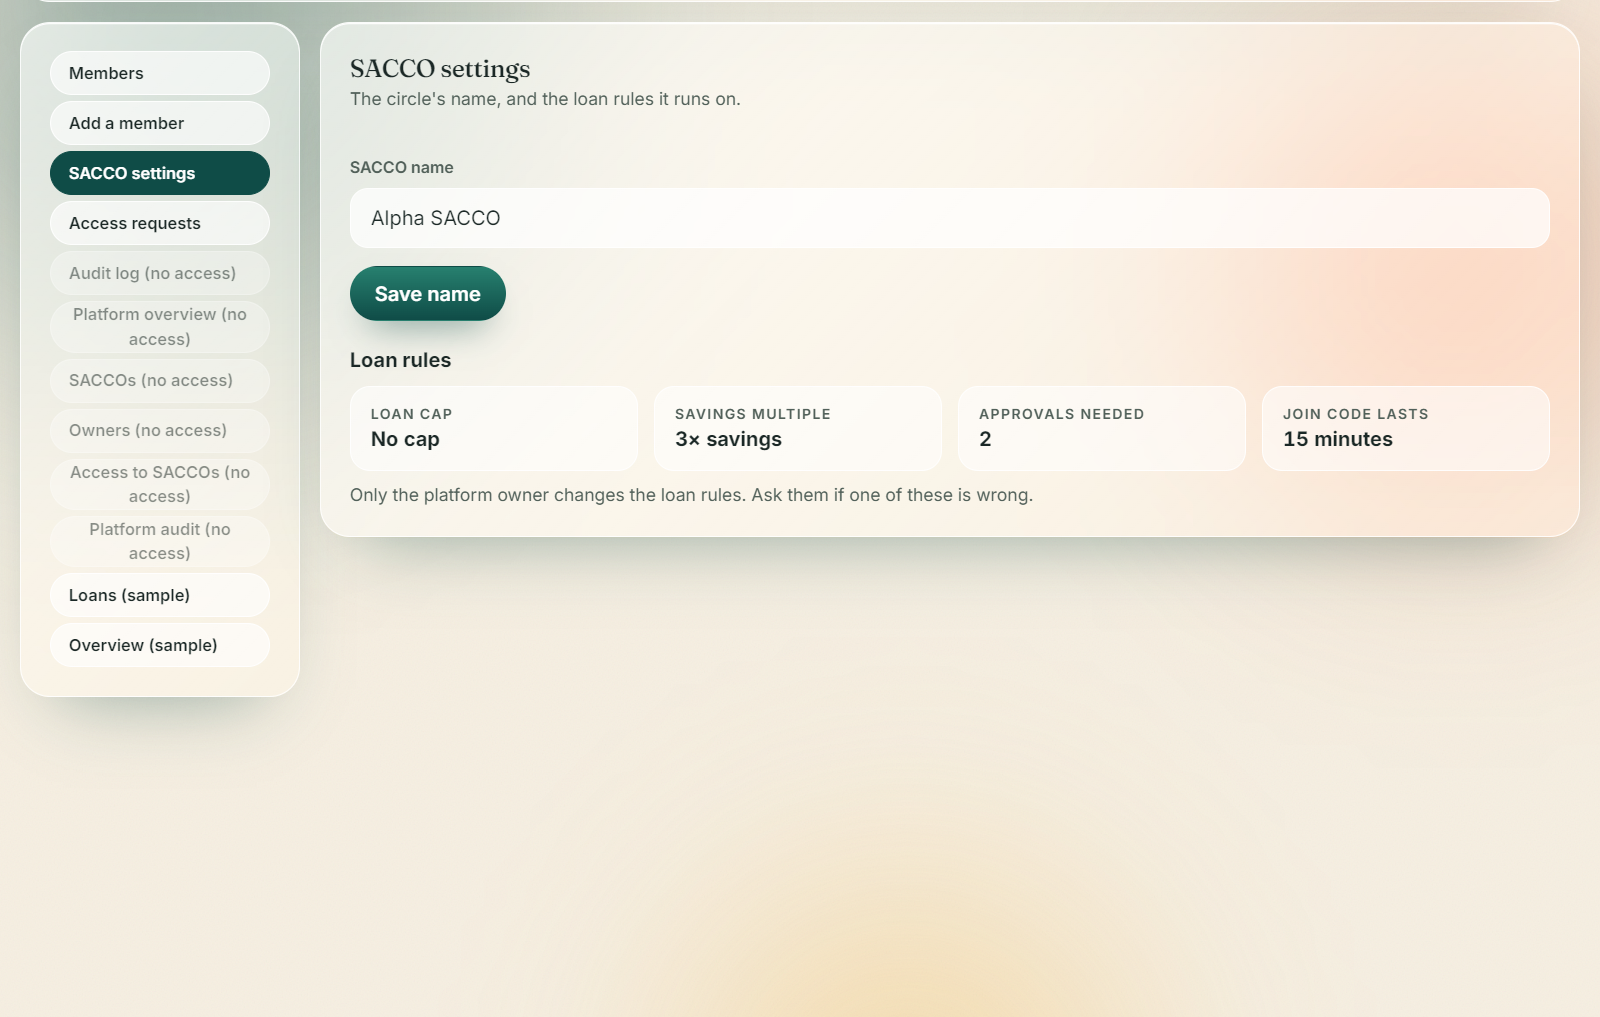 Members
Add a member
SACCO settings
Access requests
Audit log (no access)
Platform overview (no
access)
SACCOs (no access)
Owners (no access)
Access to SACCOs (no
access)
Platform audit (no
access)
Loans (sample)
Overview (sample)
SACCO settings
The circle's name, and the loan rules it runs on.
SACCO name
Alpha SACCO
Save name
Loan rules
LOAN CAP
No cap
SAVINGS MULTIPLE
3× savings
APPROVALS NEEDED
2
JOIN CODE LASTS
15 minutes
Only the platform owner changes the loan rules. Ask them if one of these is wrong.